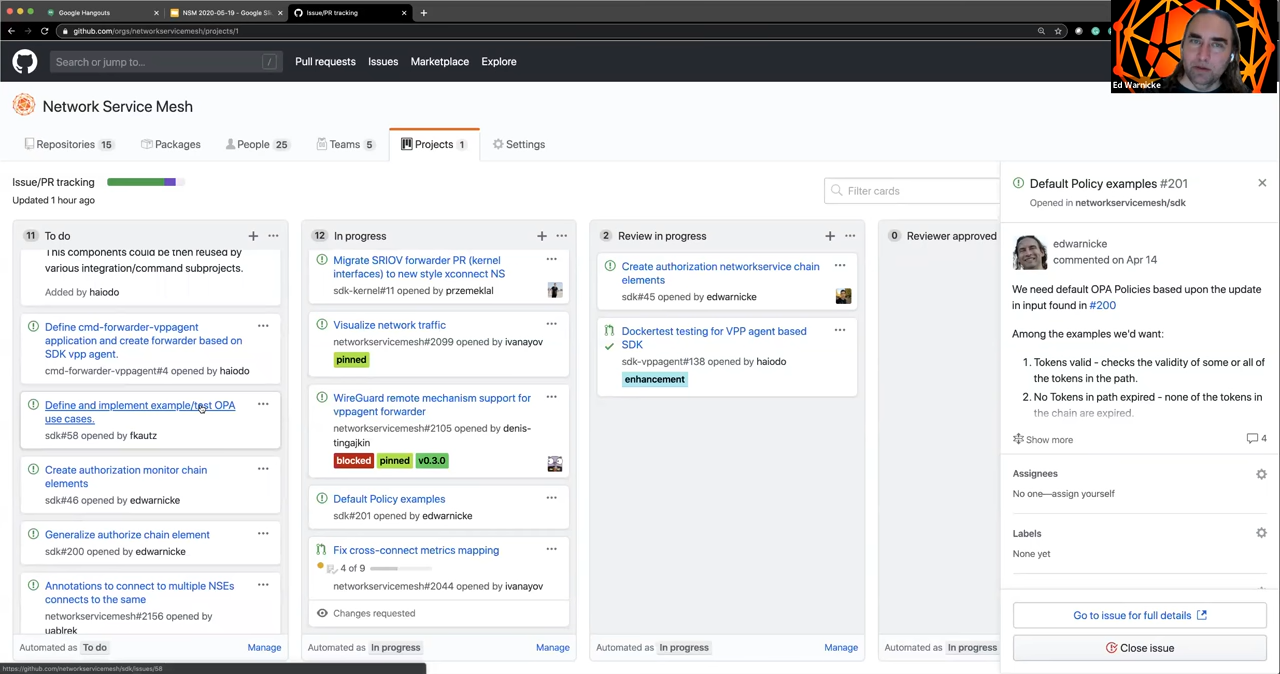 Google Hangouts
NSM 2020-05-19 - Google Sli
Issue/PR tracking
github.com/orgs/networkservicemesh/projects/1
Search or jump to...
/
Pull requests
Issues
Marketplace
Explore
Ed Warnicke
Network Service Mesh
Repositories 15
Packages
People 25
Teams 5
Projects 1
Settings
Issue/PR tracking
Updated 1 hour ago
Filter cards
11 To do
This components could be then reused by
various integration/command subprojects.
Added by haiodo
Define cmd-forwarder-vppagent
application and create forwarder based on
SDK vpp agent.
cmd-forwarder-vppagent#4 opened by haiodo
Define and implement example/test OPA
use cases.
sdk#58 opened by fkautz
Create authorization monitor chain
elements
sdk#46 opened by edwarnicke
Generalize authorize chain element
sdk#200 opened by edwarnicke
Annotations to connect to multiple NSEs
connects to the same
networkservicemesh#2156 opened by
uablrek
Automated as To do
Manage
12 In progress
Migrate SRIOV forwarder PR (kernel
interfaces) to new style xconnect NS
sdk-kernel#11 opened by przemeklal
Visualize network traffic
networkservicemesh#2099 opened by ivanayov
pinned
WireGuard remote mechanism support for
vppagent forwarder
networkservicemesh#2105 opened by denis-
tingajkin
blocked pinned v0.3.0
Default Policy examples
sdk#201 opened by edwarnicke
Fix cross-connect metrics mapping
4 of 9
networkservicemesh#2044 opened by ivanayov
Changes requested
Automated as In progress
Manage
2 Review in progress
Create authorization networkservice chain
elements
sdk#45 opened by edwarnicke
Dockertest testing for VPP agent based
SDK
sdk-vppagent#138 opened by haiodo
enhancement
Automated as In progress
Manage
0 Reviewer approved
Automated as In progress
Default Policy examples #201
Opened in networkservicemesh/sdk
edwarnicke
commented on Apr 14
We need default OPA Policies based upon the update
in input found in #200
Among the examples we'd want:
1. Tokens valid - checks the validity of some or all of
the tokens in the path.
2. No Tokens in path expired - none of the tokens in
the chain are expired.
Show more
4
Assignees
No one—assign yourself
Labels
None yet
Go to issue for full details
Close issue
https://github.com/networkservicemesh/sdk/issues/58